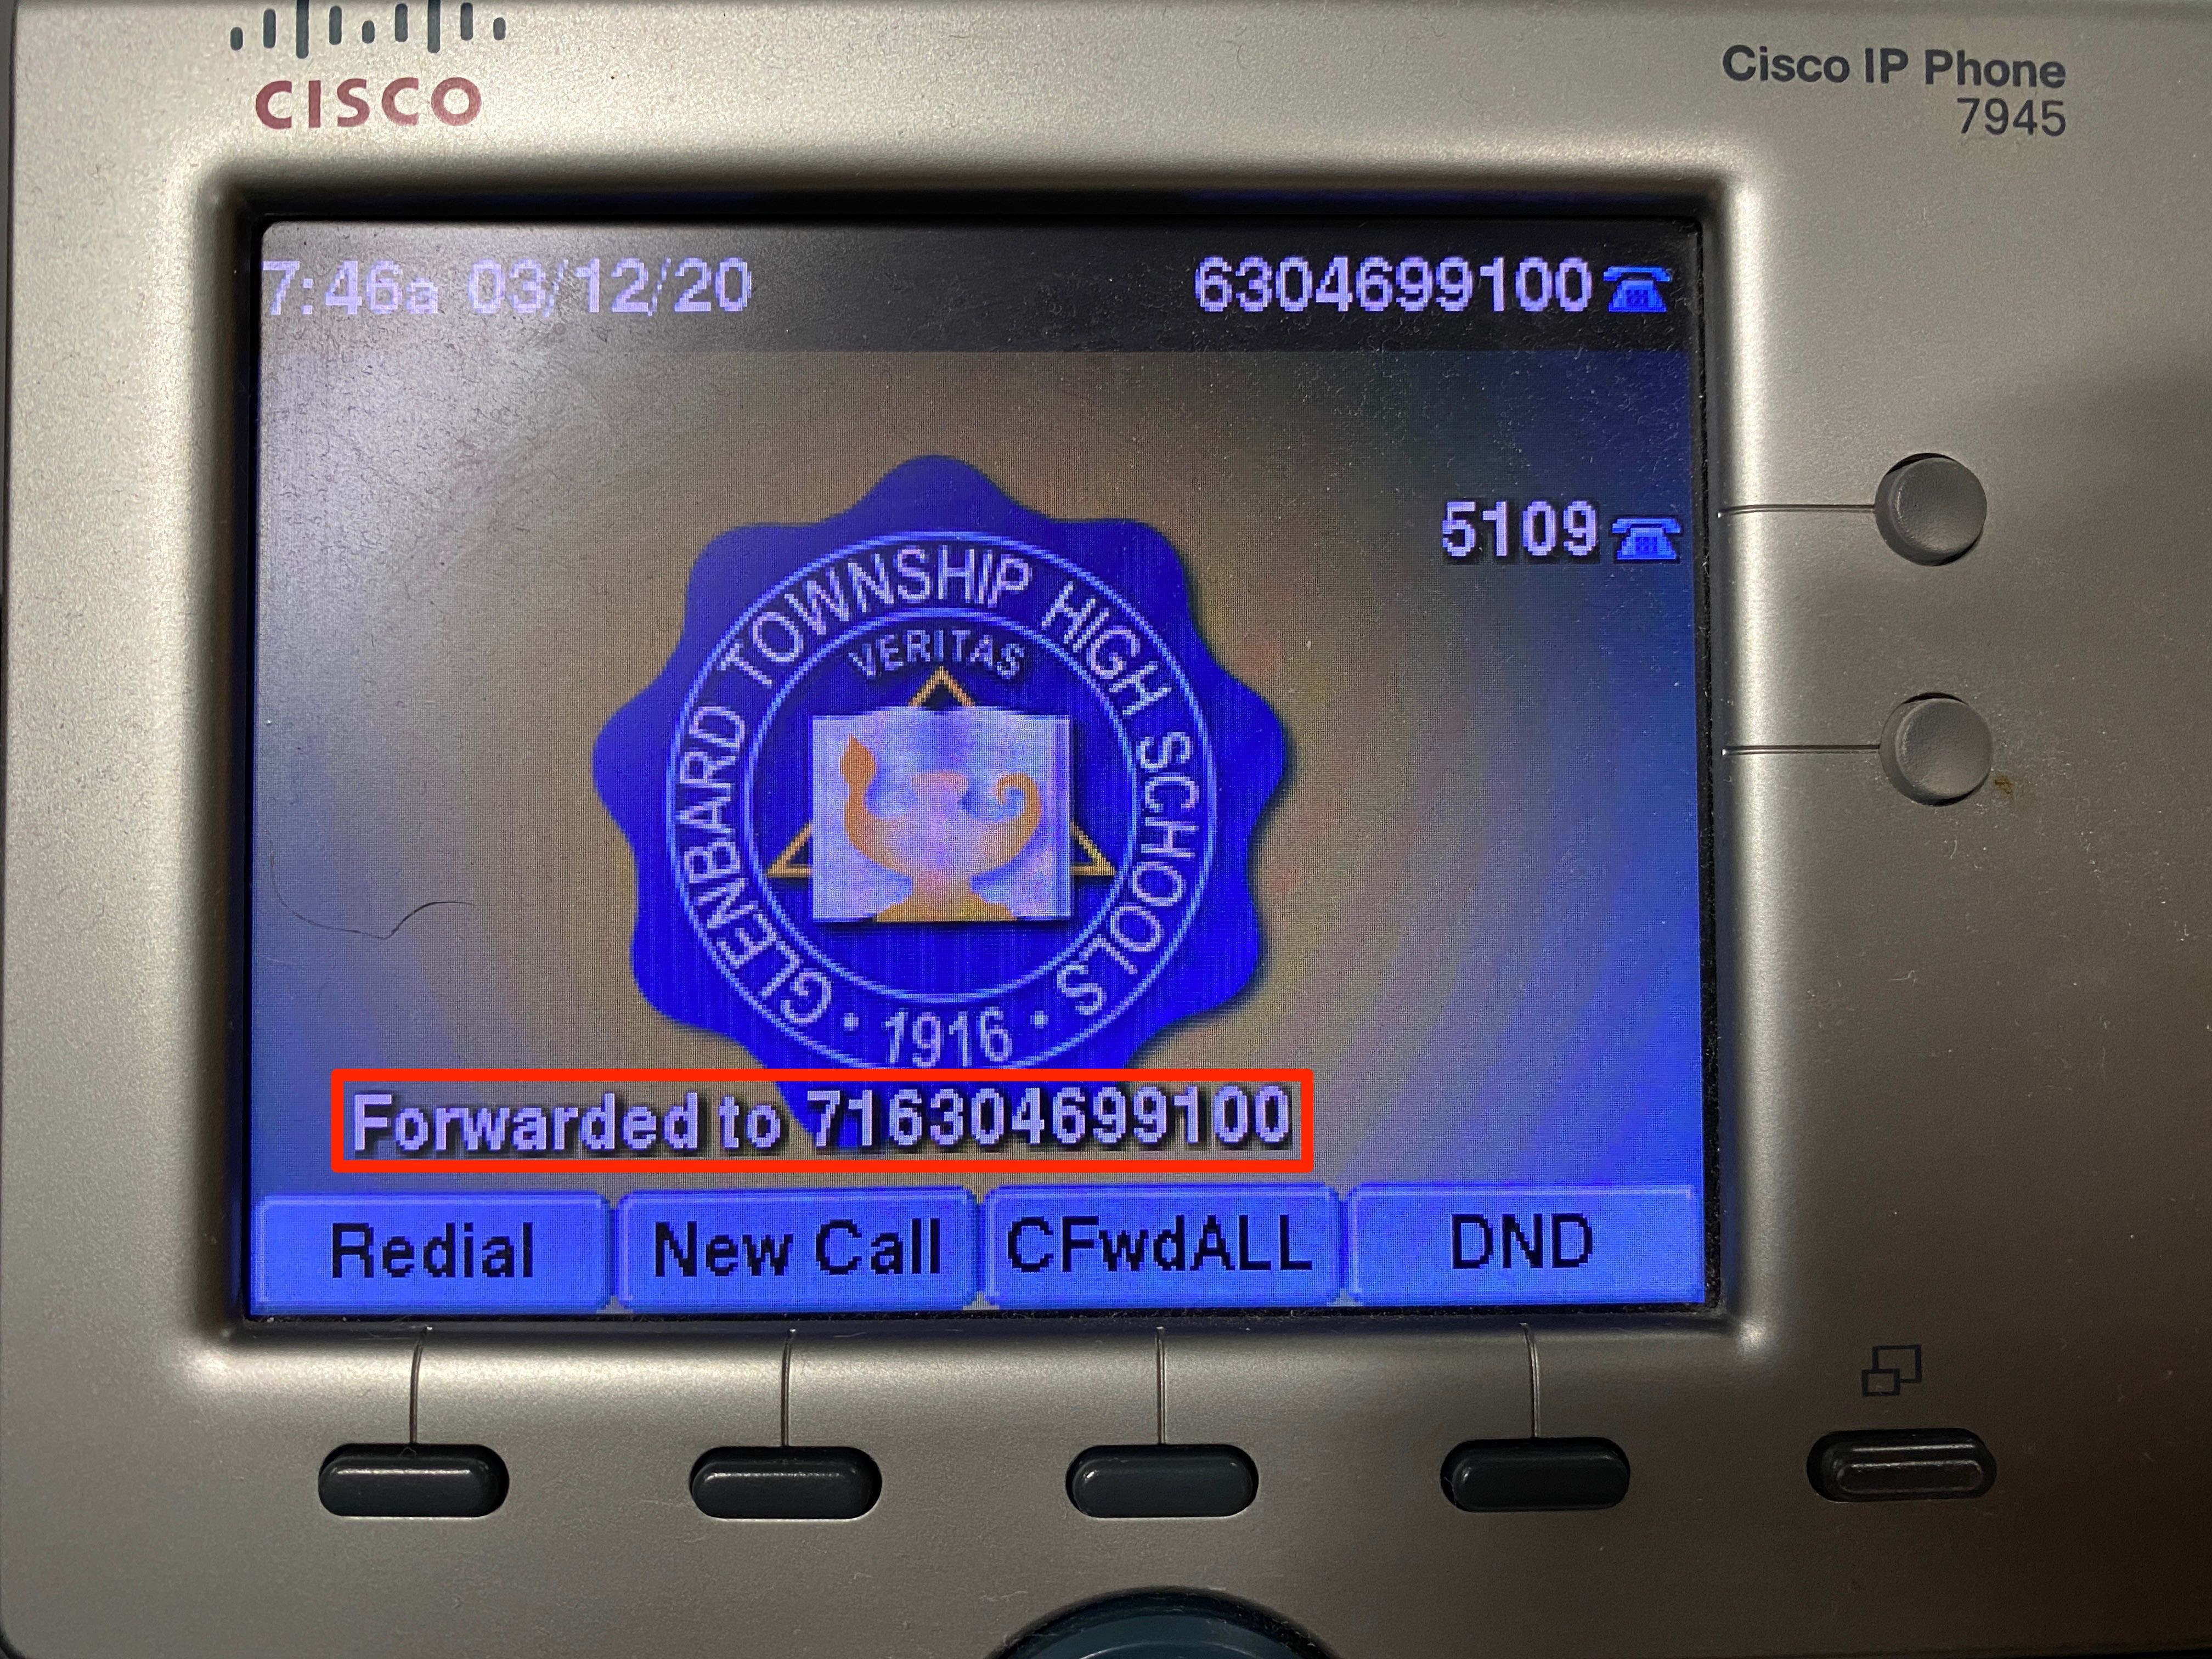 CISCO
Cisco IP Phone
7945
7:46a 03/12/20
6304699100
5109
GLENBARD TOWNSHIP HIGH SCHOOLS
VERITAS
• 1916 •
Forwarded to 716304699100
Redial
New Call
CFwdALL
DND